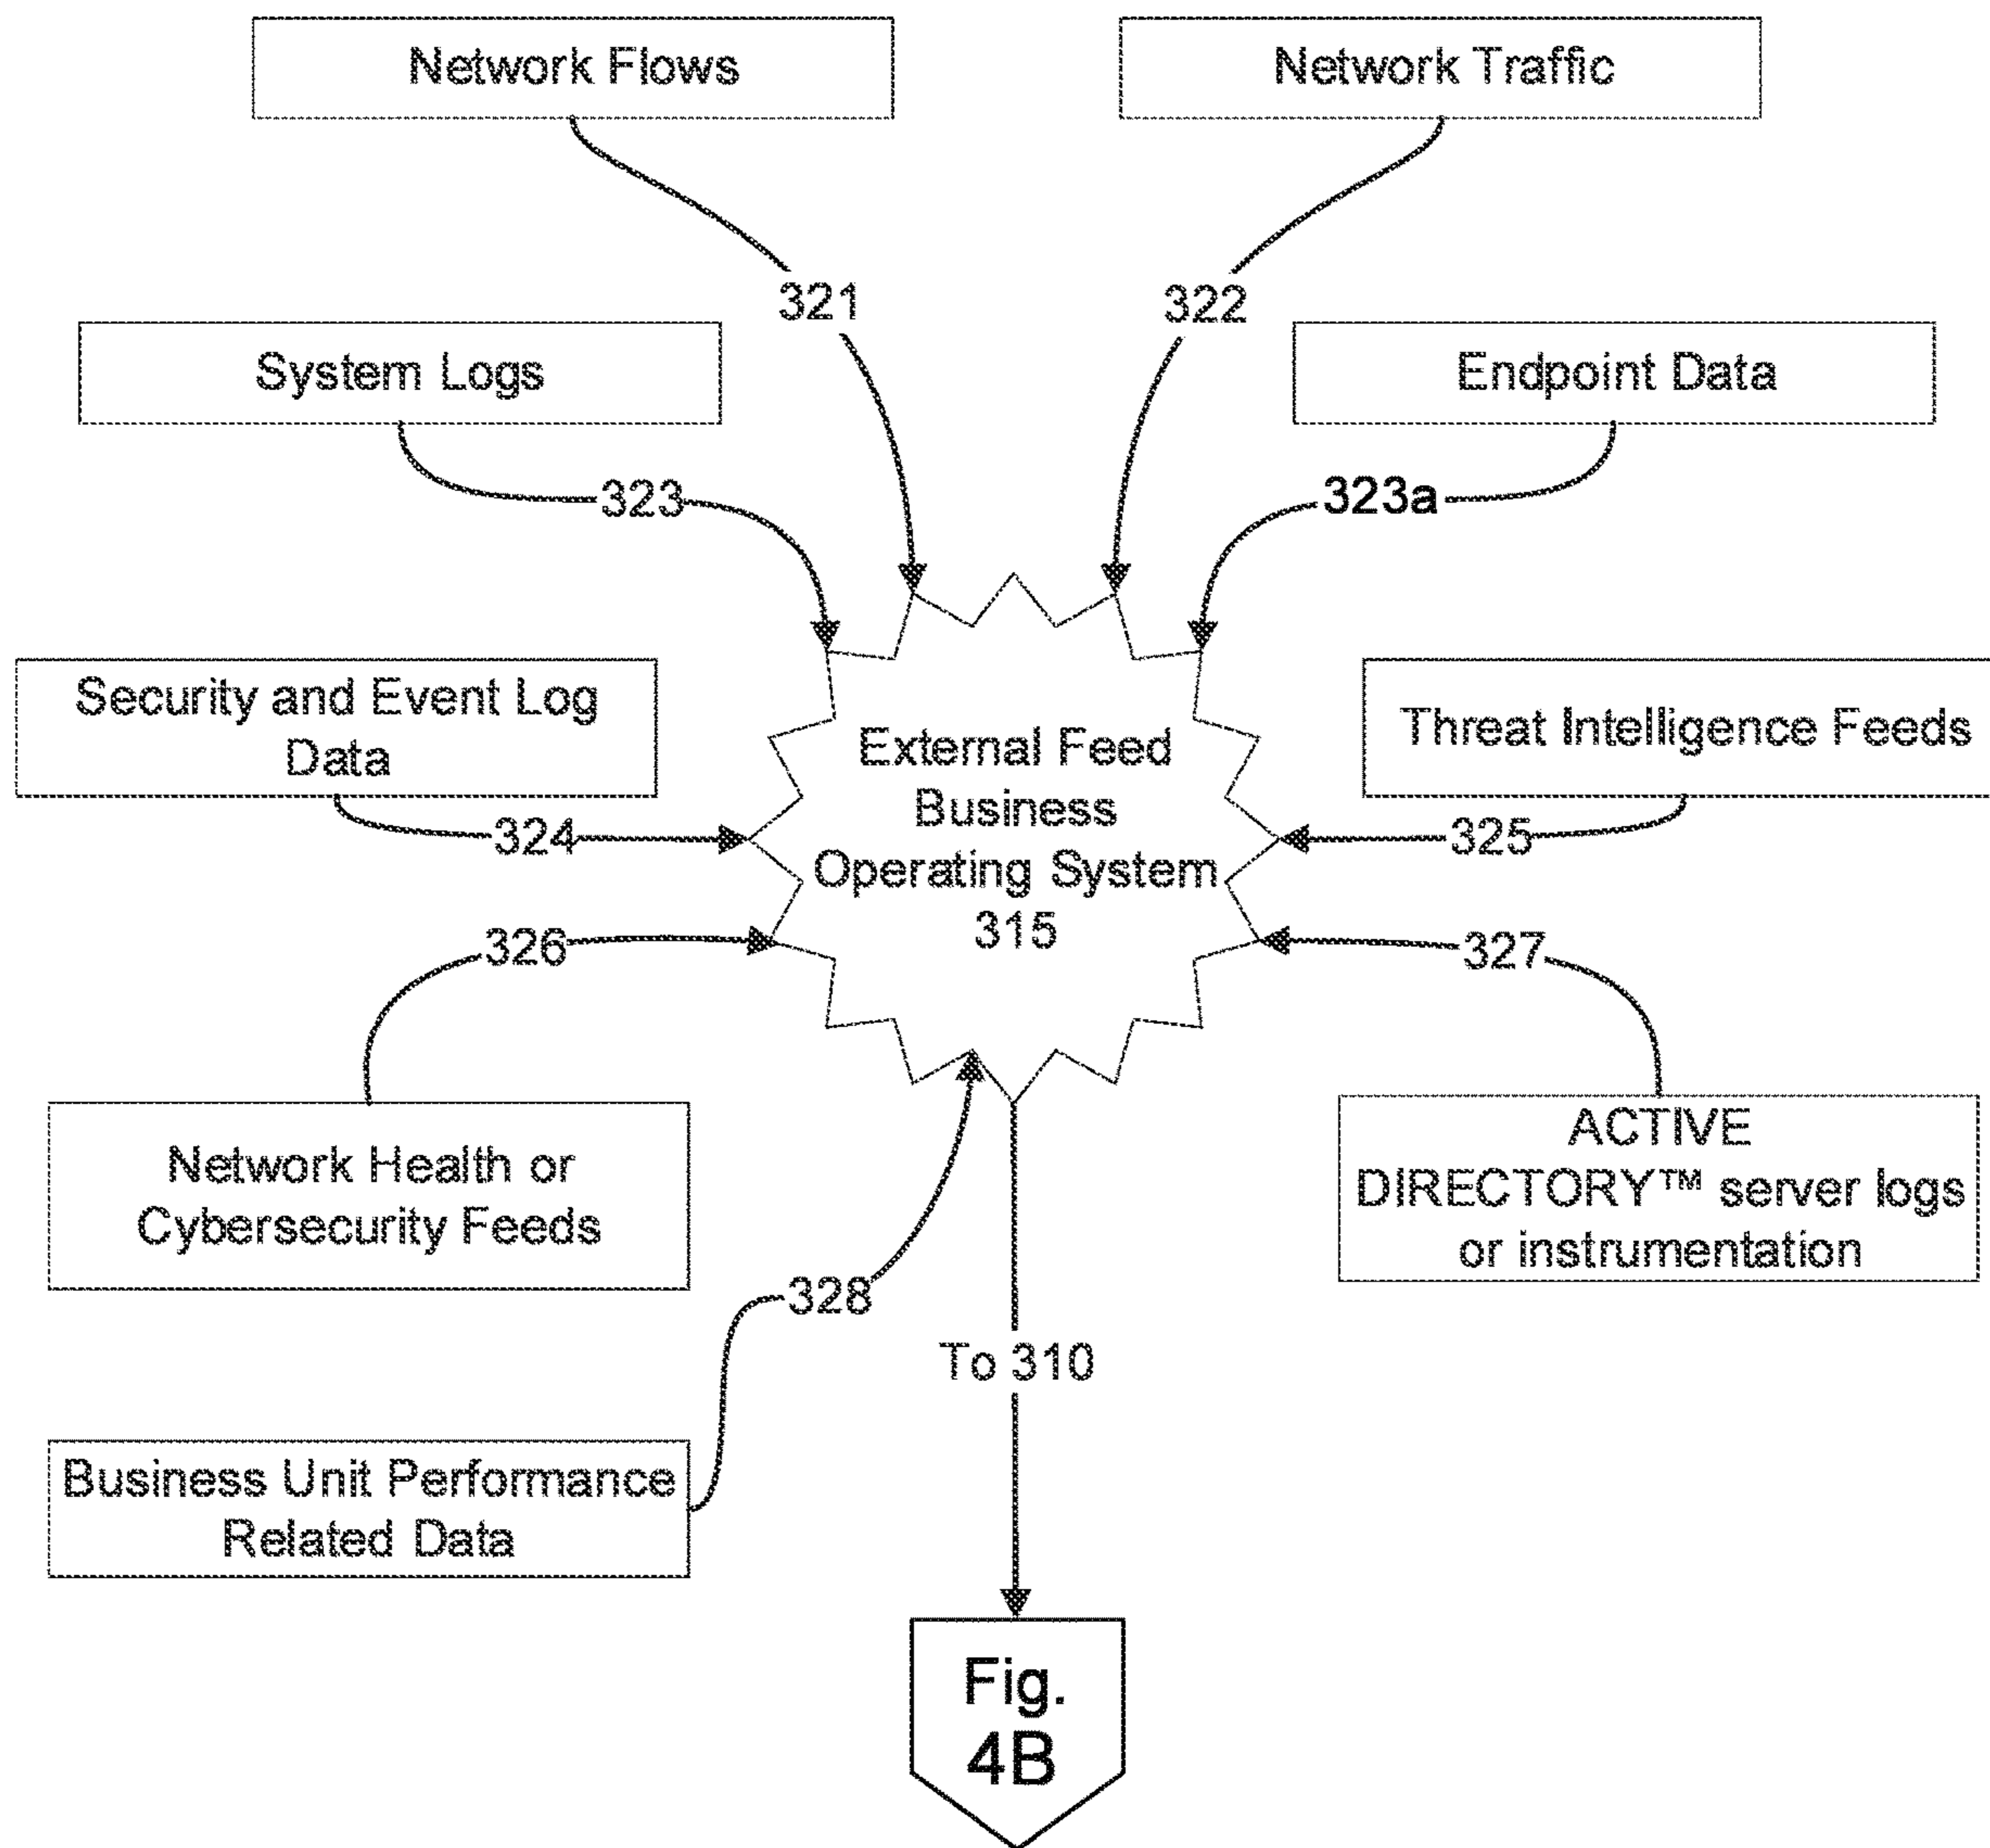 Network Flows
Network Traffic
321
322
System Logs
Endpoint Data
323
323a
Security and Event Log
Data
External Feed
Business
Operating System
315
Threat Intelligence Feeds
324
325
326
327
Network Health or
Cybersecurity Feeds
ACTIVE
DIRECTORY™ server logs
or instrumentation
328
To 310
Business Unit Performance
Related Data
Fig.
4B